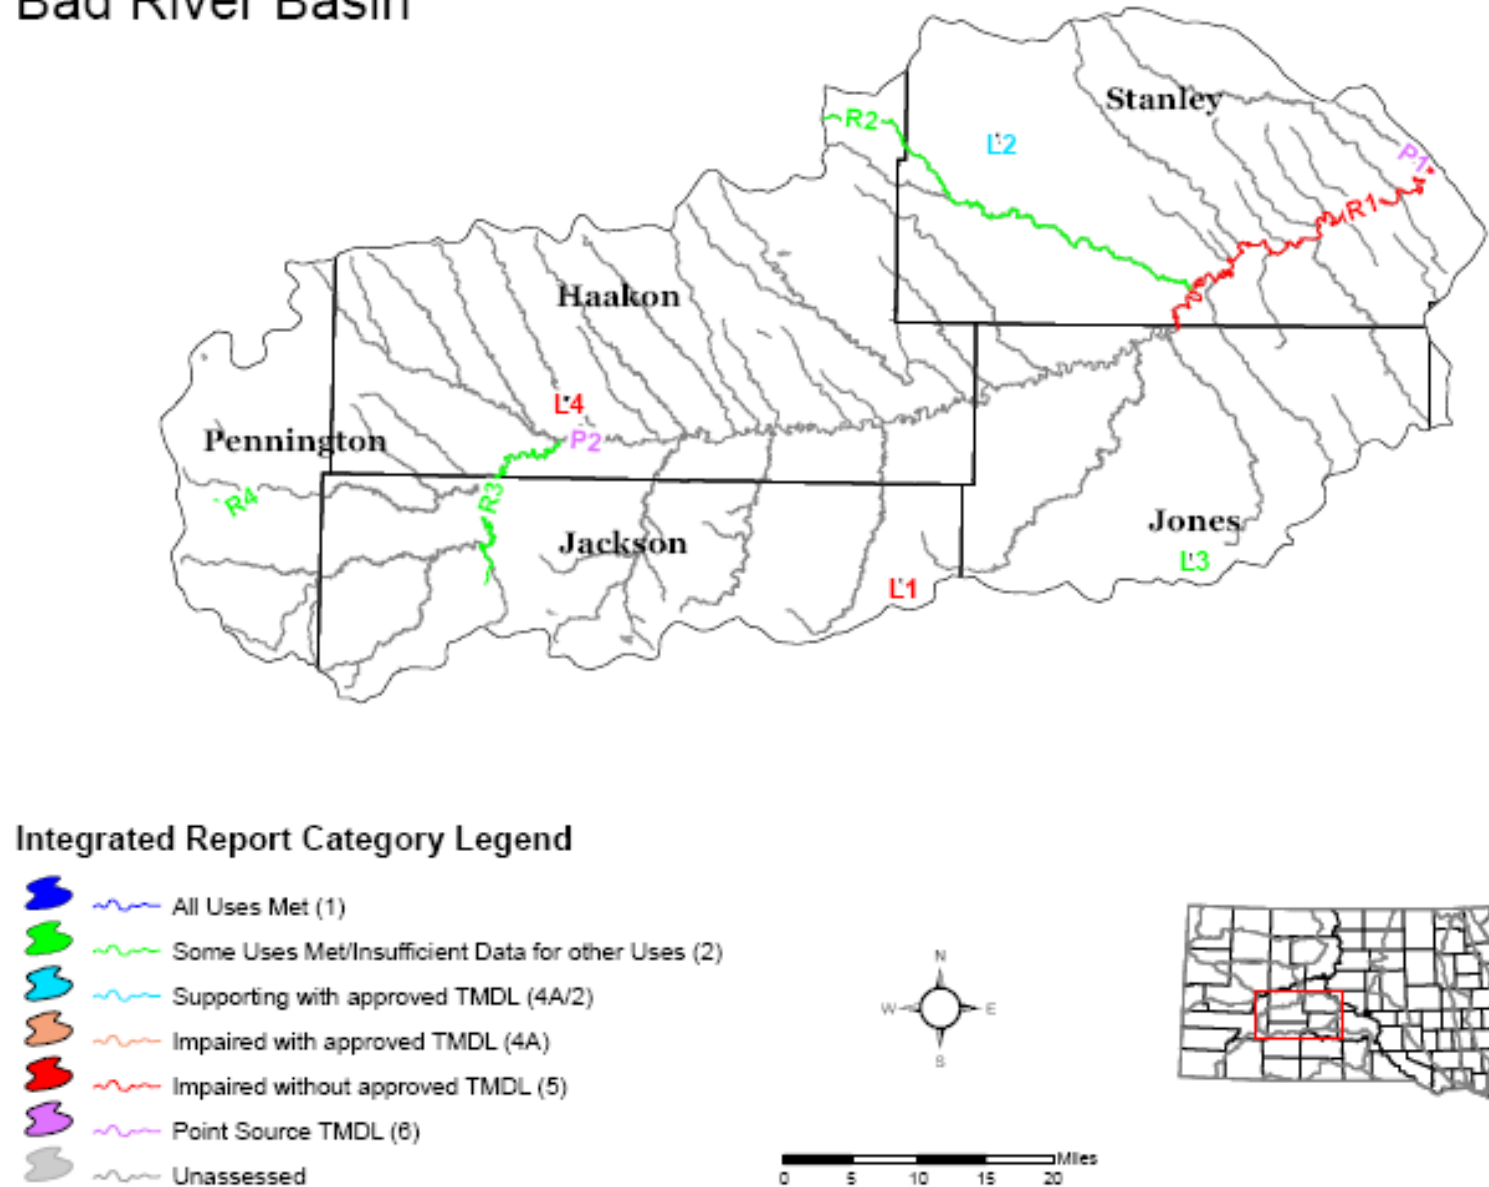 Bad River Basin
Stanley
R2
L2
P1
R1
Haakon
L4
P2
Pennington
R4
R3
Jackson
Jones
L3
L1
Integrated Report Category Legend
All Uses Met (1)
Some Uses Met/Insufficient Data for other Uses (2)
Supporting with approved TMDL (4A/2)
Impaired with approved TMDL (4A)
Impaired without approved TMDL (5)
Point Source TMDL (6)
Unassessed
N
W E
S
Miles
0 5 10 15 20